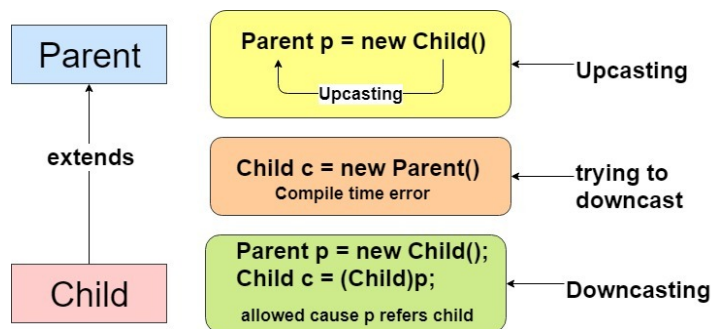 Parent
extends
Child
Parent p = new Child()
Upcasting
Upcasting
Child c = new Parent()
Compile time error
trying to
downcast
Parent p = new Child();
Child c = (Child)p;
allowed cause p refers child
Downcasting